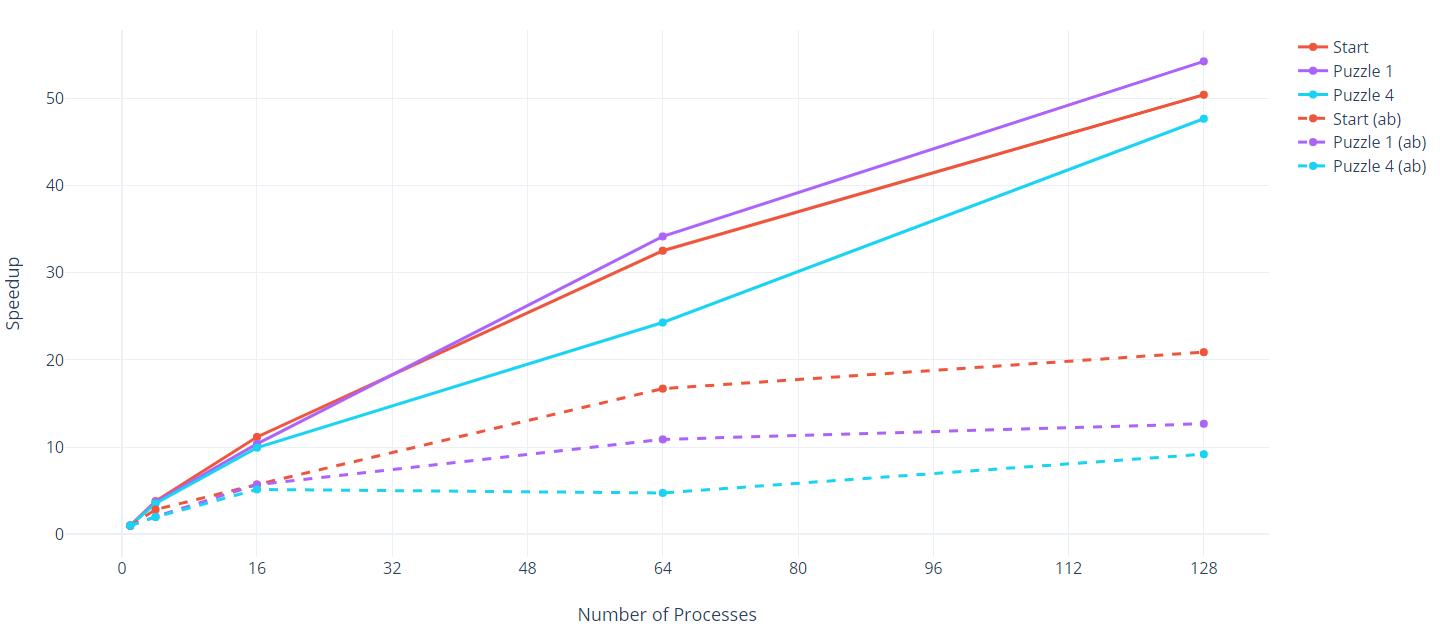 Start
Puzzle 1
Puzzle 4
Start (ab)
Puzzle 1 (ab)
Puzzle 4 (ab)
Speedup
50
40
30
20
10
0
0 16 32 48 64 80 96 112 128
Number of Processes